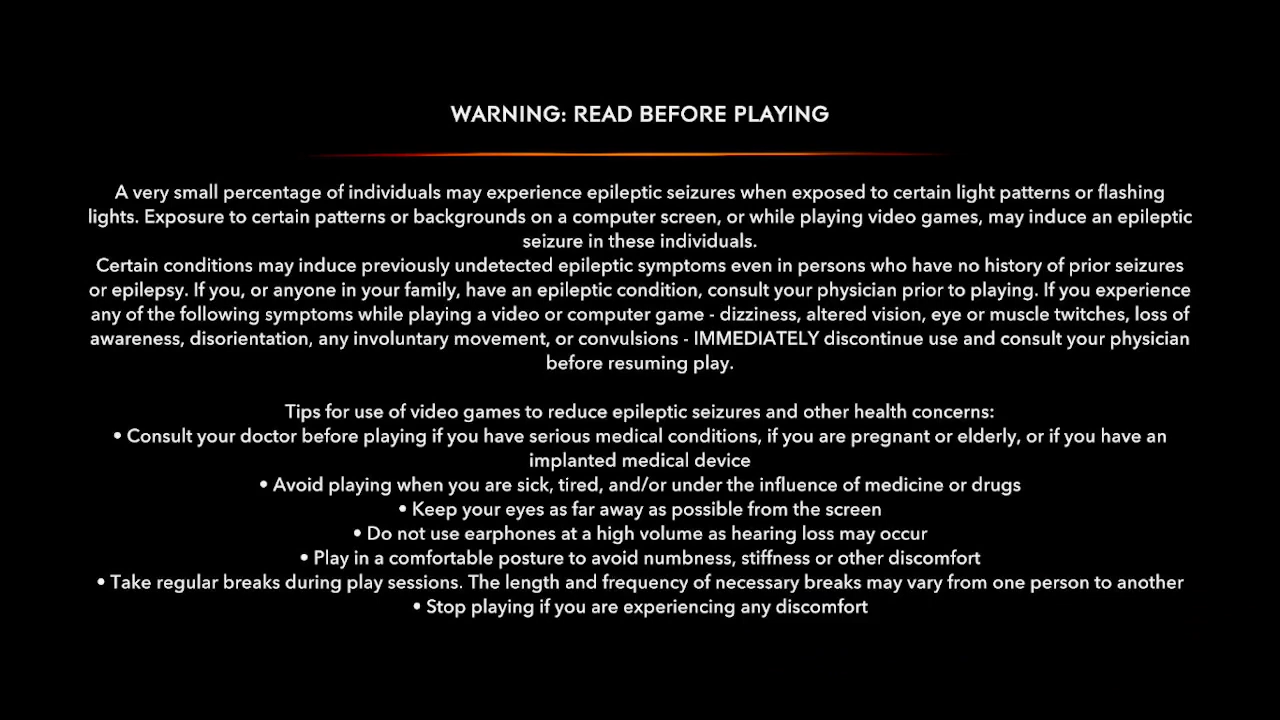 WARNING: READ BEFORE PLAYING
A very small percentage of individuals may experience epileptic seizures when exposed to certain light patterns or flashing
lights. Exposure to certain patterns or backgrounds on a computer screen, or while playing video games, may induce an epileptic
seizure in these individuals.
Certain conditions may induce previously undetected epileptic symptoms even in persons who have no history of prior seizures
or epilepsy. If you, or anyone in your family, have an epileptic condition, consult your physician prior to playing. If you experience
any of the following symptoms while playing a video or computer game - dizziness, altered vision, eye or muscle twitches, loss of
awareness, disorientation, any involuntary movement, or convulsions - IMMEDIATELY discontinue use and consult your physician
before resuming play.
Tips for use of video games to reduce epileptic seizures and other health concerns:
• Consult your doctor before playing if you have serious medical conditions, if you are pregnant or elderly, or if you have an
implanted medical device
• Avoid playing when you are sick, tired, and/or under the influence of medicine or drugs
• Keep your eyes as far away as possible from the screen
• Do not use earphones at a high volume as hearing loss may occur
• Play in a comfortable posture to avoid numbness, stiffness or other discomfort
• Take regular breaks during play sessions. The length and frequency of necessary breaks may vary from one person to another
• Stop playing if you are experiencing any discomfort